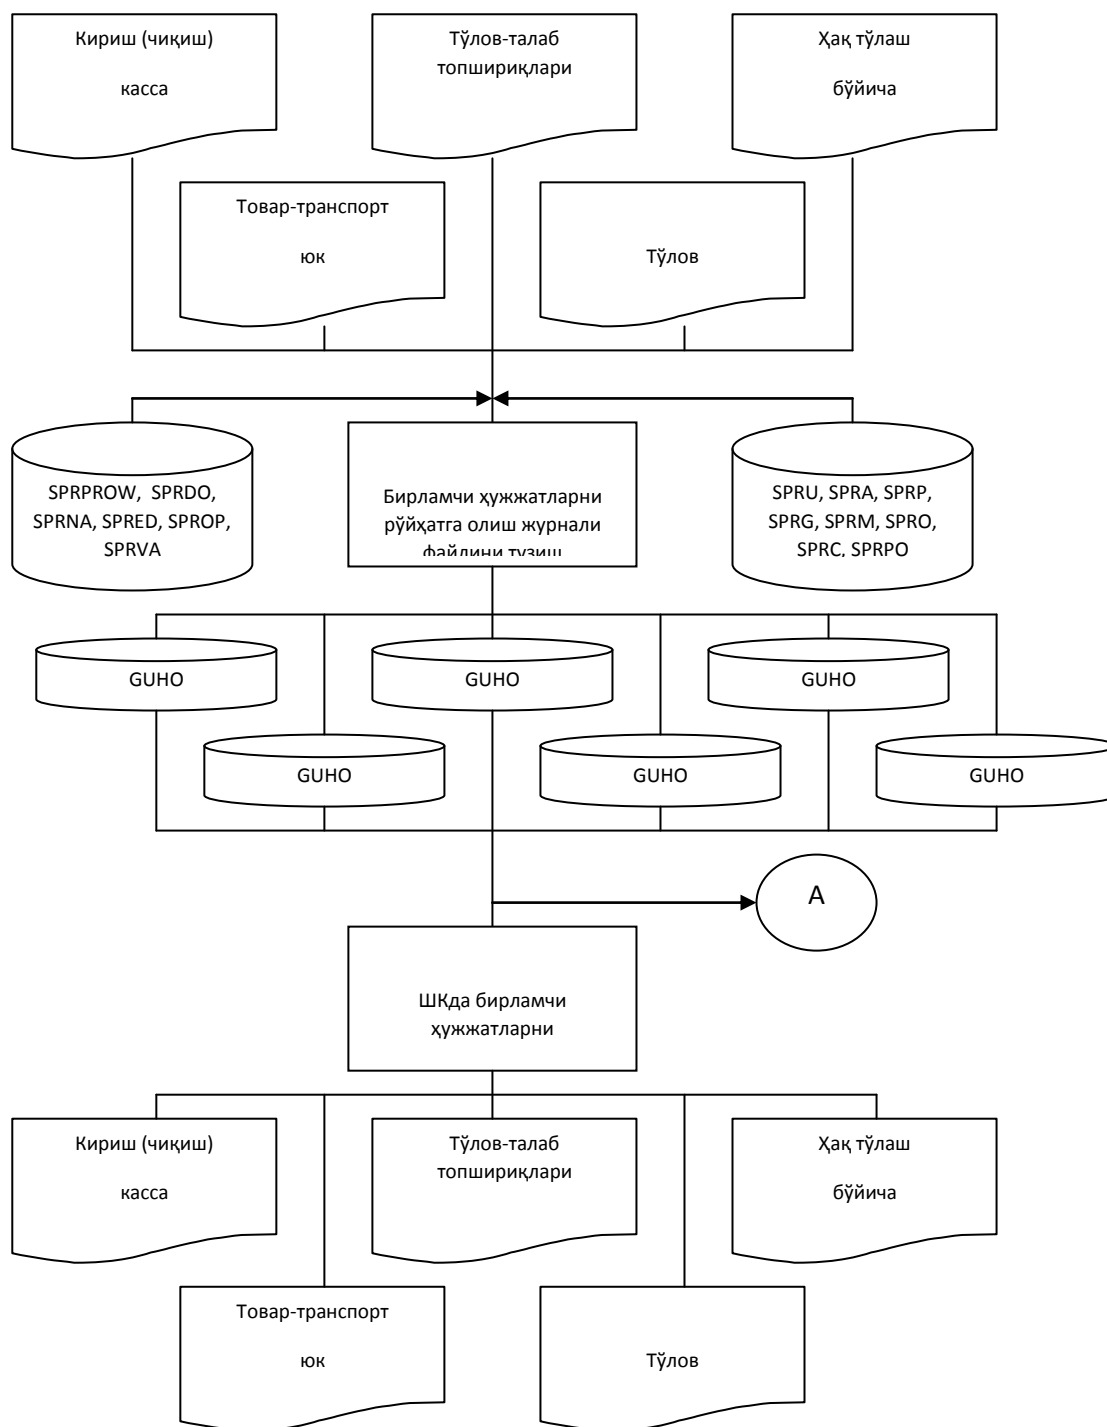 Кириш (чиқиш)
касса
Тўлов-талаб
топшириқлари
Ҳақ тўлаш
бўйича
Товар-транспорт
юк
Тўлов
SPRPROW, SPRDO,
SPRNA, SPRED, SPROP,
SPRVA
Бирламчи ҳужжатларни
рўйҳатга олиш журнали
файлини тузиш
SPRU, SPRA, SPRP,
SPRG, SPRM, SPRO,
SPRC, SPRPO
GUHO
GUHO
GUHO
GUHO
GUHO
GUHO
А
ШКда бирламчи
ҳужжатларни
Кириш (чиқиш)
касса
Тўлов-талаб
топшириқлари
Ҳақ тўлаш
бўйича
Товар-транспорт
юк
Тўлов